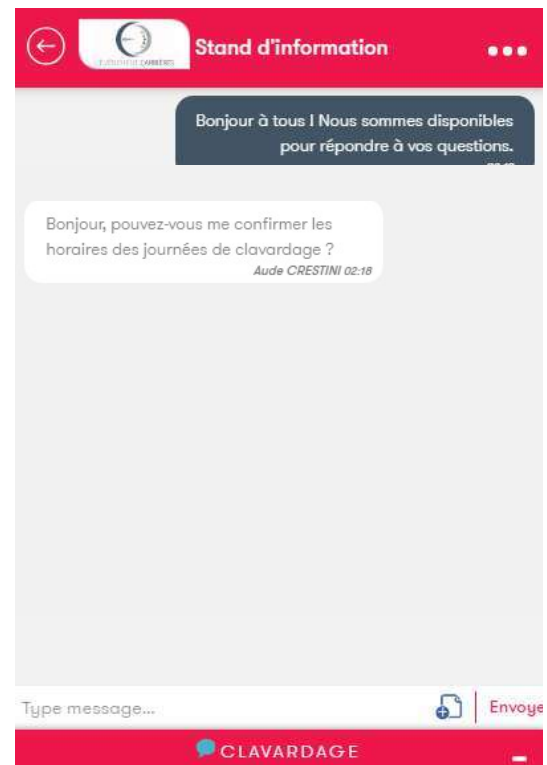 Stand d'information
Bonjour à tous ! Nous sommes disponibles
pour répondre à vos questions.
Bonjour, pouvez-vous me confirmer les
horaires des journées de clavardage ?
Aude CRESTINI 02:18
Type message...
Envoye
CLAVARDAGE